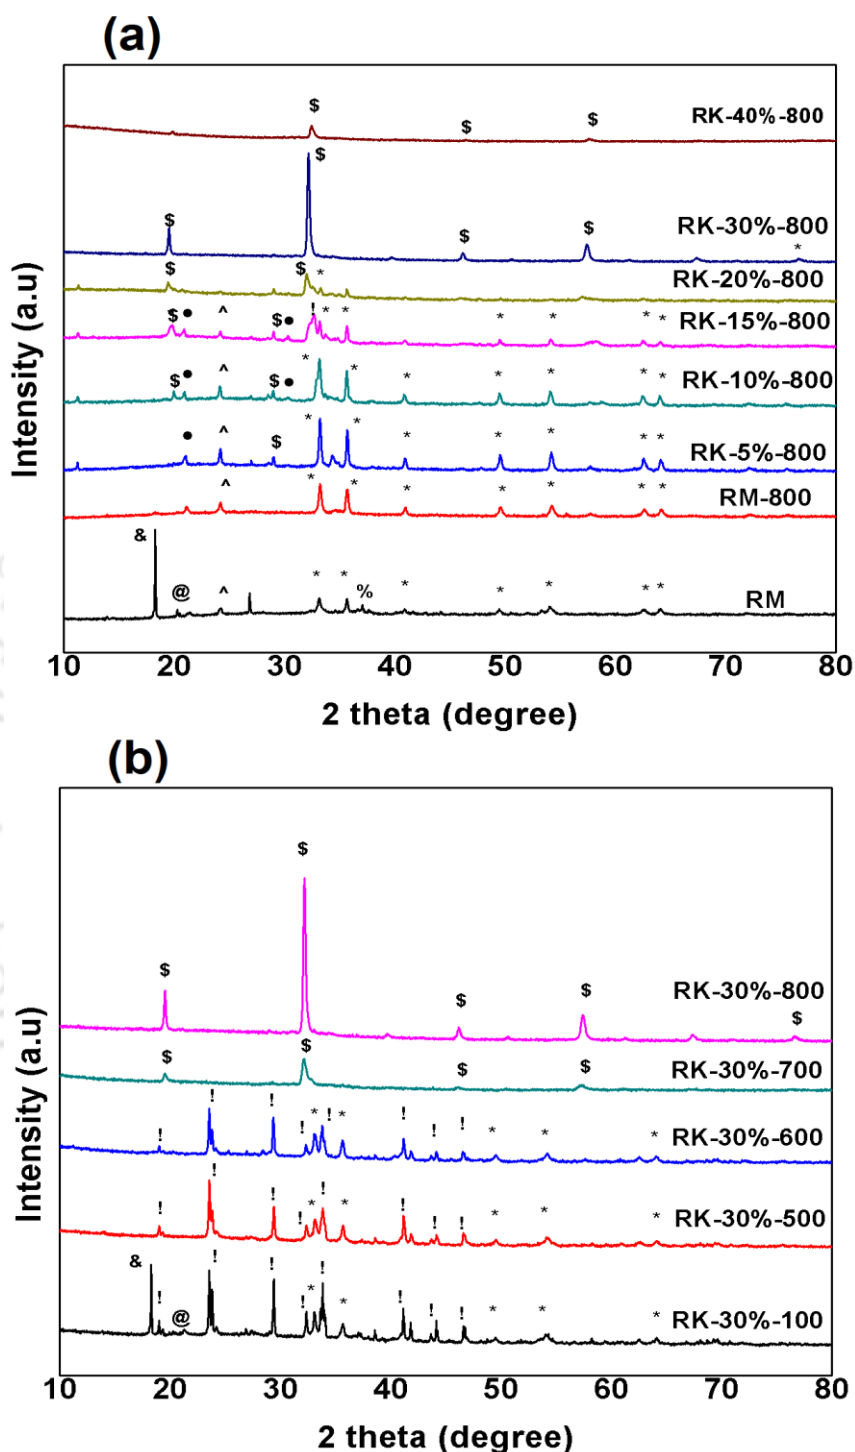 (a)
$ $ $ RK-40%-800
$ $ $ $ * RK-30%-800
$ $ * RK-20%-800
$ ● ^ $ ● ! * * * * * * RK-15%-800
$ ● ^ $ ● * * * * * * * RK-10%-800
● ^ $ * * * * * * * RK-5%-800
^ * * * * * * * RM-800
& @ ^ * * % * * * * * RM
Intensity (a.u)
10 20 30 40 50 60 70 80
2 theta (degree)
(b)
$ $ $ $ $ RK-30%-800
$ $ $ $ RK-30%-700
! ! ! ! * ! * ! ! ! * * * RK-30%-600
! ! ! ! * ! * ! ! ! * * * RK-30%-500
& ! @ ! ! ! * ! * ! ! ! * * * RK-30%-100
Intensity (a.u)
10 20 30 40 50 60 70 80
2 theta (degree)